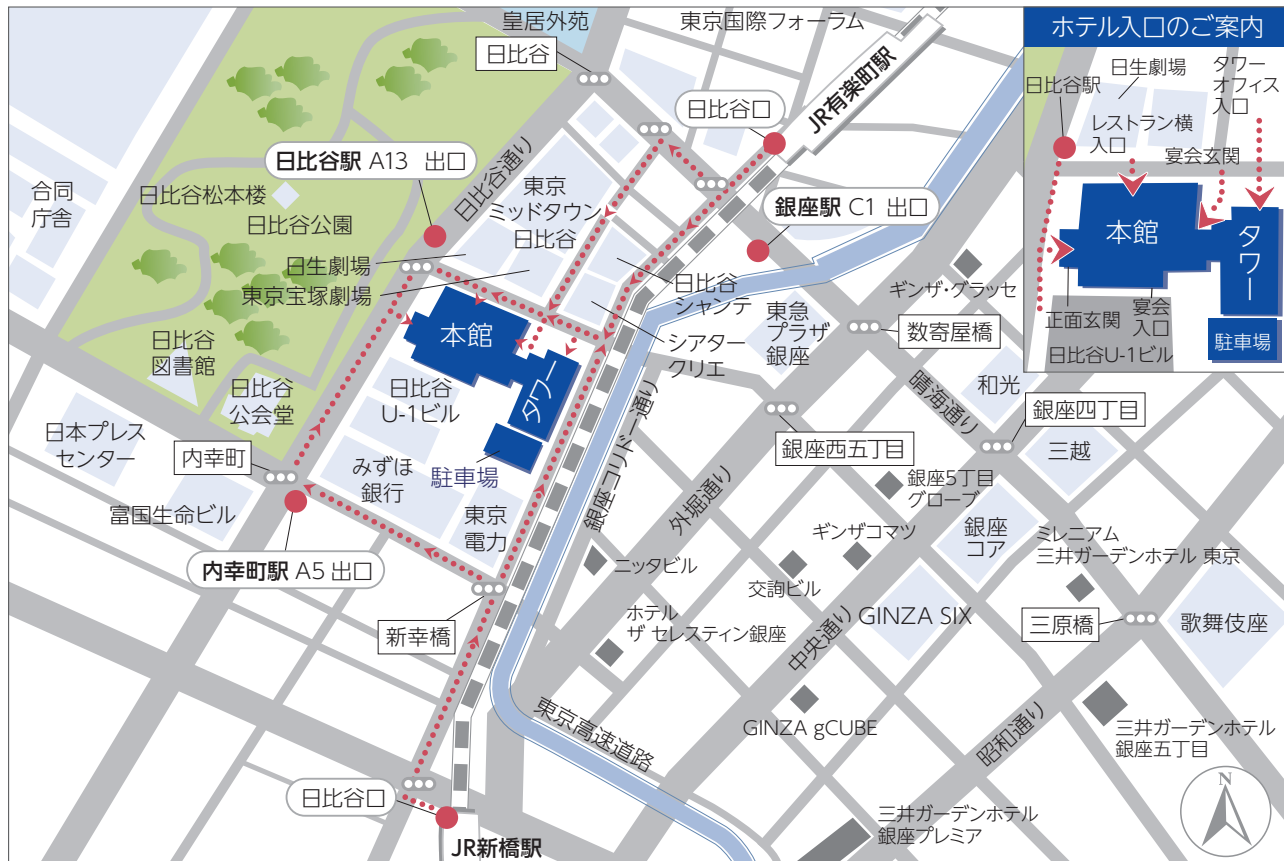 皇居外苑
東京国際フォーラム
日比谷
日比谷口
JR有楽町駅
日比谷駅 A13 出口
日比谷通り
合同
庁舎
日比谷松本楼
日比谷公園
東京
ミッドタウン
日比谷
銀座駅 C1 出口
日生劇場
東京宝塚劇場
日比谷
シャンテ
ギンザ・グラッセ
本館
シアター
クリエ
東急
プラザ
銀座
数寄屋橋
日比谷
図書館
日比谷
公会堂
日比谷
U-1ビル
タワー
銀座コリドー通り
晴海通り
和光
銀座四丁目
日本プレス
センター
内幸町
みずほ
銀行
駐車場
銀座西五丁目
三越
富国生命ビル
東京
電力
外堀通り
銀座5丁目
グローブ
銀座
コア
ギンザコマツ
ミレニアム
三井ガーデンホテル 東京
内幸町駅 A5 出口
ニッタビル
交詢ビル
新幸橋
ホテル
ザ セレスティン銀座
中央通り
GINZA SIX
三原橋
歌舞伎座
東京高速道路
GINZA gCUBE
昭和通り
三井ガーデンホテル
銀座五丁目
日比谷口
JR新橋駅
三井ガーデンホテル
銀座プレミア
N
ホテル入口のご案内
日比谷駅
日生劇場
タワー
オフィス
入口
レストラン横
入口
宴会玄関
本館
タワー
正面玄関
宴会
入口
日比谷U-1ビル
駐車場